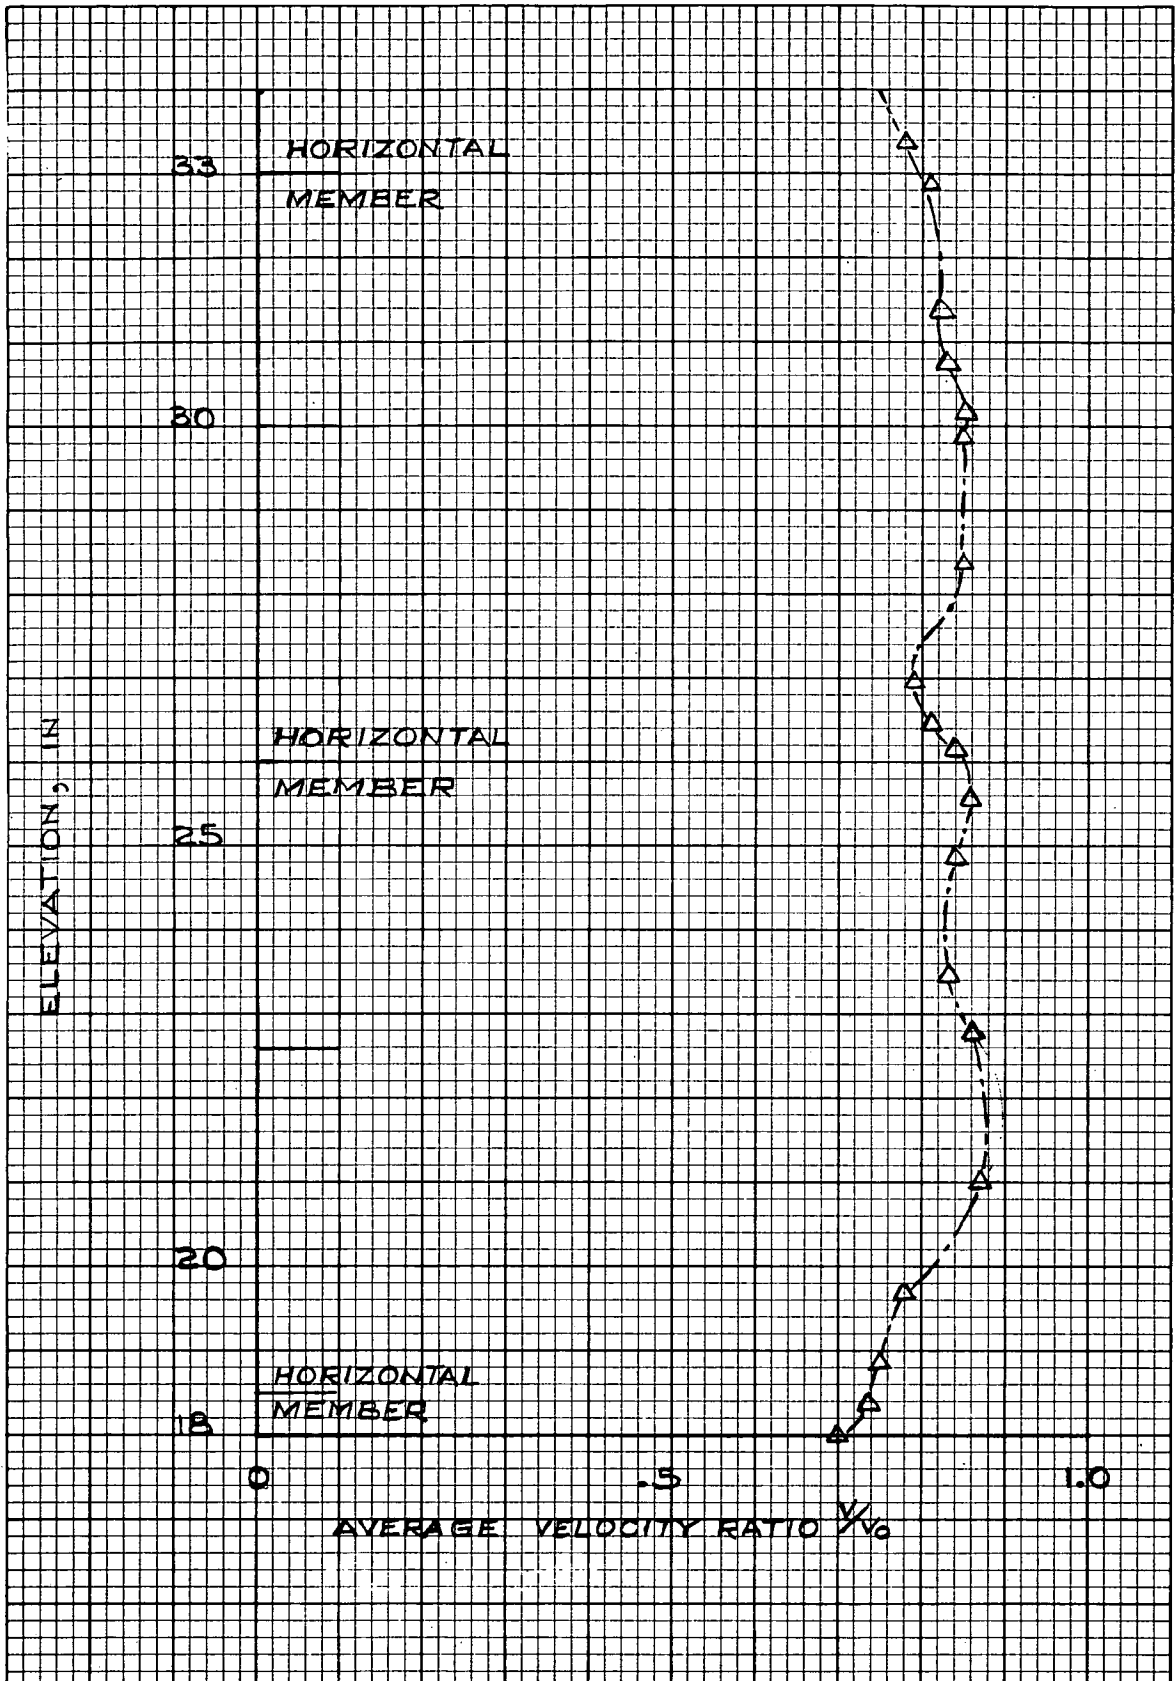 HORIZONTAL
33
MEMBER
30
HORIZONTAL
MEMBER
25
ELEVATION, IN
20
HORIZONTAL
MEMBER
18
0 .5 1.0
AVERAGE VELOCITY RATIO V/Vo